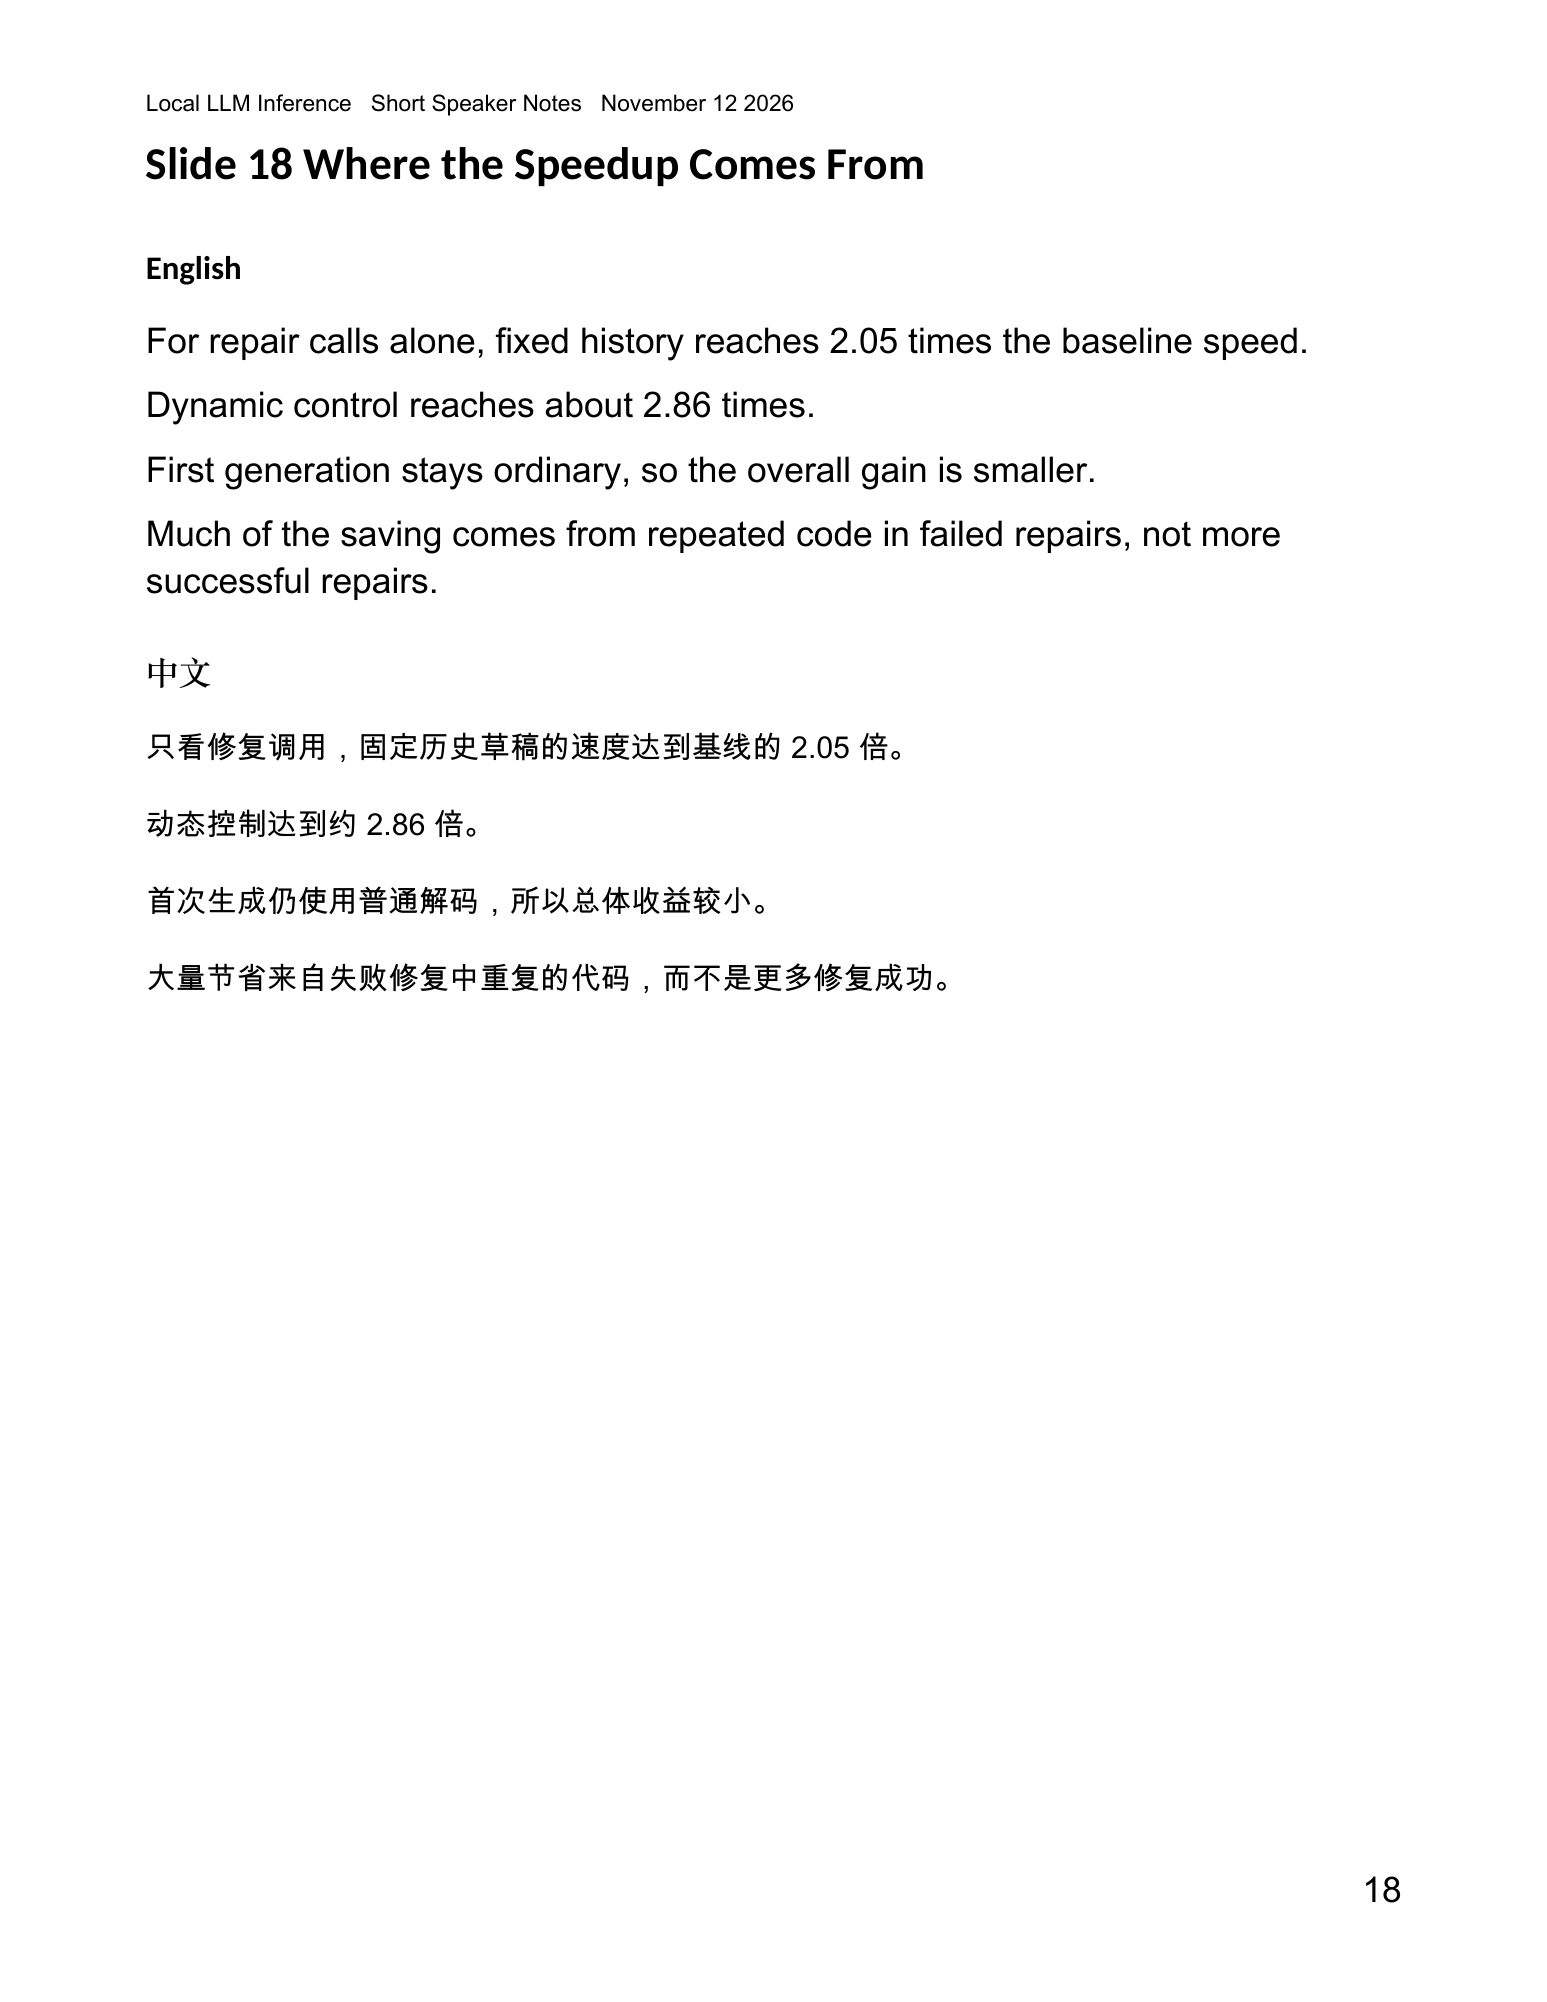 Local LLM Inference   Short Speaker Notes   November 12 2026
Slide 18 Where the Speedup Comes From
English
For repair calls alone, fixed history reaches 2.05 times the baseline speed.
Dynamic control reaches about 2.86 times.
First generation stays ordinary, so the overall gain is smaller.
Much of the saving comes from repeated code in failed repairs, not more
successful repairs.
中文
只看修复调用，固定历史草稿的速度达到基线的 2.05 倍。
动态控制达到约 2.86 倍。
首次生成仍使用普通解码，所以总体收益较小。
大量节省来自失败修复中重复的代码，而不是更多修复成功。
18